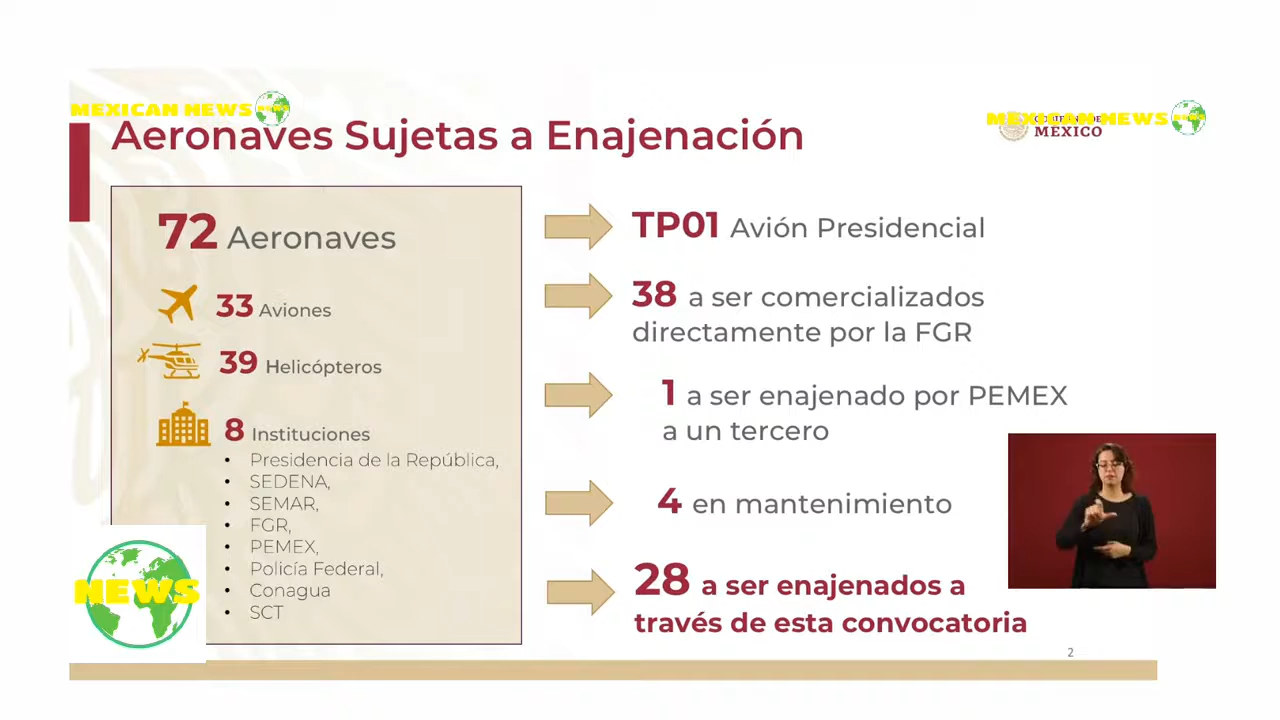 MEXICAN NEWS
MEXICAN NEWS
MÉXICO
Aeronaves Sujetas a Enajenación
72 Aeronaves
33 Aviones
39 Helicópteros
8 Instituciones
• Presidencia de la República,
• SEDENA,
• SEMAR,
• FGR,
• PEMEX,
• Policía Federal,
• Conagua
• SCT
NEWS
TP01 Avión Presidencial
38 a ser comercializados
directamente por la FGR
1 a ser enajenado por PEMEX
a un tercero
4 en mantenimiento
28 a ser enajenados a
través de esta convocatoria
2